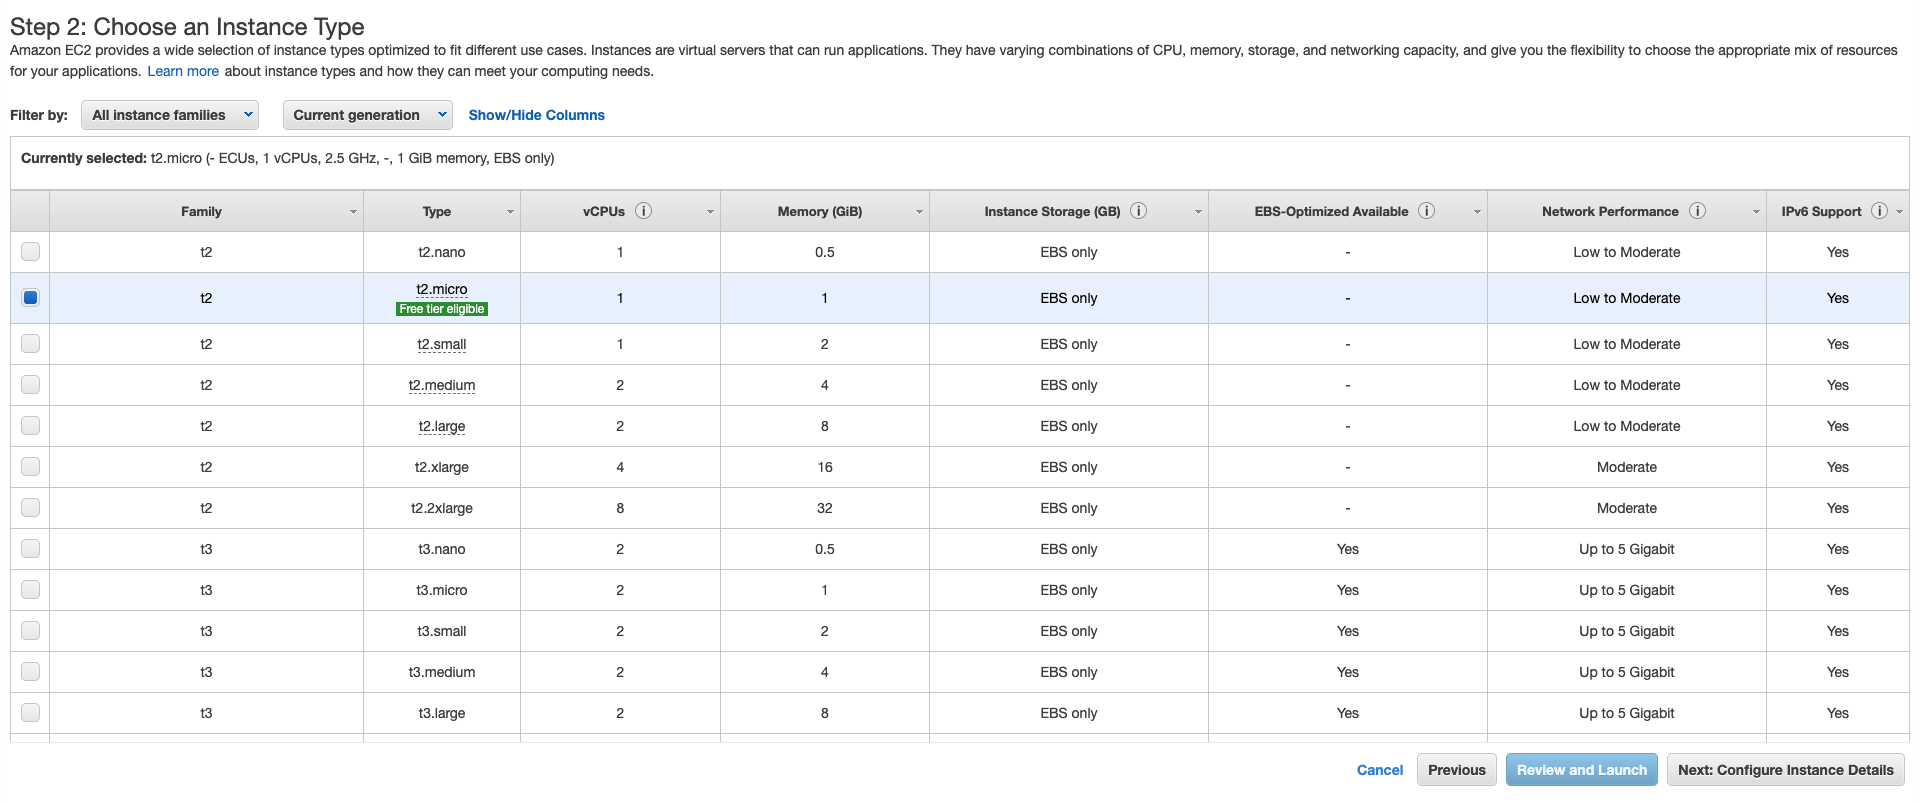 Step 2: Choose an Instance Type
Amazon EC2 provides a wide selection of instance types optimized to fit different use cases. Instances are virtual servers that can run applications. They have varying combinations of CPU, memory, storage, and networking capacity, and give you the flexibility to choose the appropriate mix of resources
for your applications. Learn more about instance types and how they can meet your computing needs.
Filter by: All instance families Current generation Show/Hide Columns
Currently selected: t2.micro (- ECUs, 1 vCPUs, 2.5 GHz, -, 1 GiB memory, EBS only)
Family Type vCPUs Memory (GiB) Instance Storage (GB) EBS-Optimized Available Network Performance IPv6 Support
t2 t2.nano 1 0.5 EBS only - Low to Moderate Yes
t2 t2.micro 1 1 EBS only - Low to Moderate Yes
Free tier eligible
t2 t2.small 1 2 EBS only - Low to Moderate Yes
t2 t2.medium 2 4 EBS only - Low to Moderate Yes
t2 t2.large 2 8 EBS only - Low to Moderate Yes
t2 t2.xlarge 4 16 EBS only - Moderate Yes
t2 t2.2xlarge 8 32 EBS only - Moderate Yes
t3 t3.nano 2 0.5 EBS only Yes Up to 5 Gigabit Yes
t3 t3.micro 2 1 EBS only Yes Up to 5 Gigabit Yes
t3 t3.small 2 2 EBS only Yes Up to 5 Gigabit Yes
t3 t3.medium 2 4 EBS only Yes Up to 5 Gigabit Yes
t3 t3.large 2 8 EBS only Yes Up to 5 Gigabit Yes
Cancel Previous Review and Launch Next: Configure Instance Details